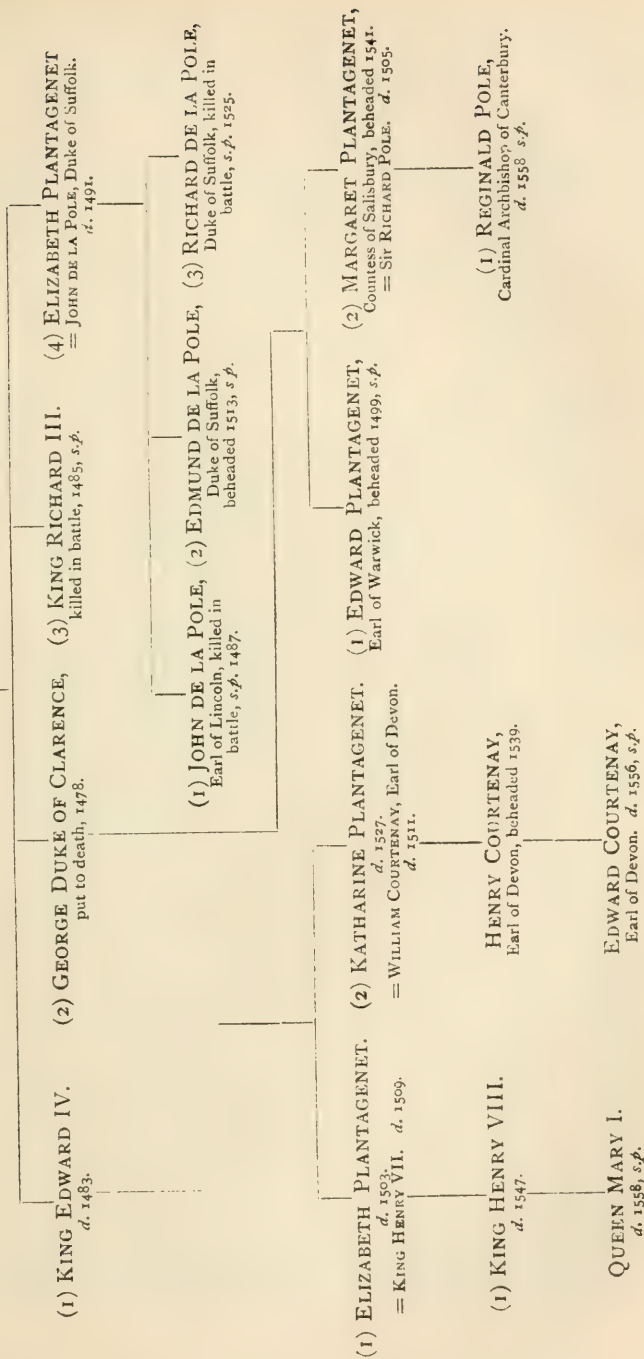 (1) KING EDWARD IV.
d. 1483.
(2) GEORGE DUKE OF CLARENCE,
put to death, 1478.
(3) KING RICHARD III.
killed in battle, 1485, s.p.
(4) ELIZABETH PLANTAGENET
= JOHN DE LA POLE, Duke of Suffolk.
d. 1491.
(1) JOHN DE LA POLE,
Earl of Lincoln, killed in
battle, s.p. 1487.
(2) EDMUND DE LA POLE,
Duke of Suffolk,
beheaded 1513, s p.
(3) RICHARD DE LA POLE,
Duke of Suffolk, killed in
battle, s.p. 1525.
(1) ELIZABETH PLANTAGENET.
d. 1503.
= KING HENRY VII. d. 1509.
(2) KATHARINE PLANTAGENET.
d. 1527.
= WILLIAM COURTENAY, Earl of Devon.
d. 1511.
(1) EDWARD PLANTAGENET,
Earl of Warwick, beheaded 1499, s.p.
(2) MARGARET PLANTAGENET,
Countess of Salisbury, beheaded 1541.
= Sir RICHARD POLE. d. 1505.
(1) KING HENRY VIII.
d. 1547.
HENRY COURTENAY,
Earl of Devon, beheaded 1539.
(1) REGINALD POLE,
Cardinal Archbishop of Canterbury.
d. 1558 s.p.
QUEEN MARY I.
d. 1558, s.p.
EDWARD COURTENAY,
Earl of Devon. d. 1556, s.p.